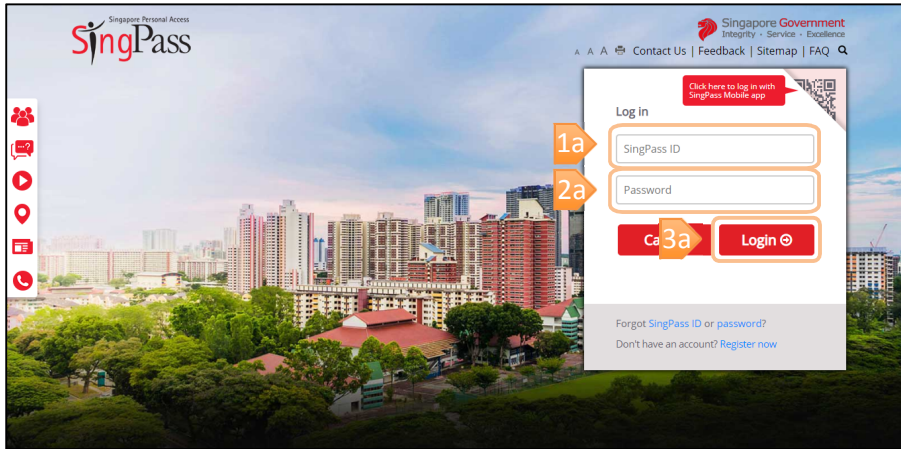 Singapore Personal Access
SingPass
Singapore Government
Integrity · Service · Excellence
A A A Contact Us | Feedback | Sitemap | FAQ
Click here to log in with
SingPass Mobile app
Log in
1a
SingPass ID
2a
Password
Ca
3a
Login
Forgot SingPass ID or password?
Don't have an account? Register now